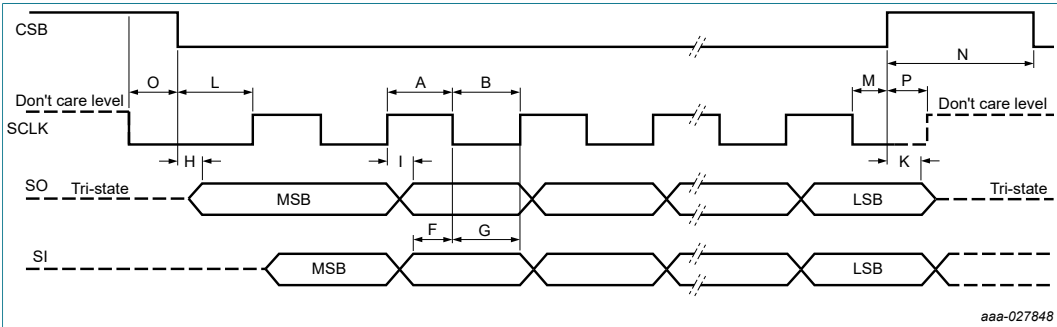 CSB
O L A B M P N
Don't care level Don't care level
SCLK
H I K
SO Tri-state MSB LSB Tri-state
F G
SI MSB LSB
aaa-027848